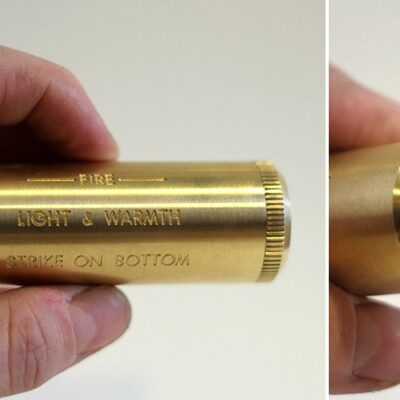 FIRE
LIGHT & WARMTH
STRIKE ON BOTTOM